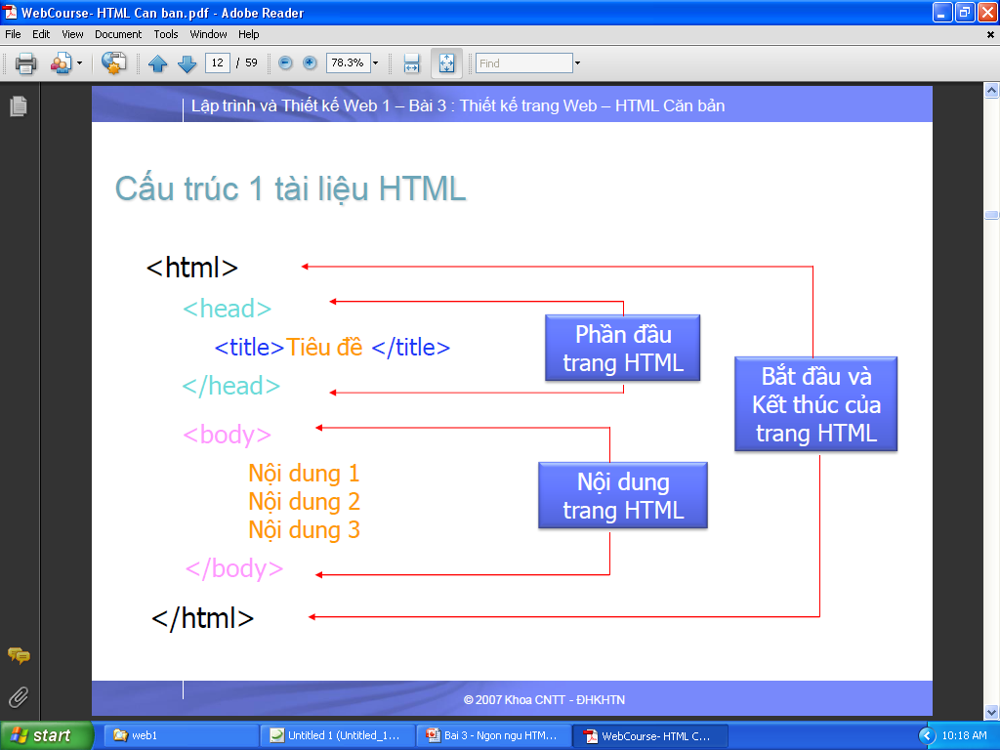 WebCourse- HTML Can ban.pdf - Adobe Reader
File Edit View Document Tools Window Help
12 / 59 78.3% Find
Lập trình và Thiết kế Web 1 – Bài 3 : Thiết kế trang Web – HTML Căn bản
Cấu trúc 1 tài liệu HTML
<html>
<head>
<title>Tiêu đề </title>
</head>
<body>
Nội dung 1
Nội dung 2
Nội dung 3
</body>
</html>
Phần đầu
trang HTML
Bắt đầu và
Kết thúc của
trang HTML
Nội dung
trang HTML
© 2007 Khoa CNTT - ĐHKHTN
start web1 Untitled 1 (Untitled_1... Bai 3 - Ngon ngu HTM... WebCourse- HTML C... 10:18 AM